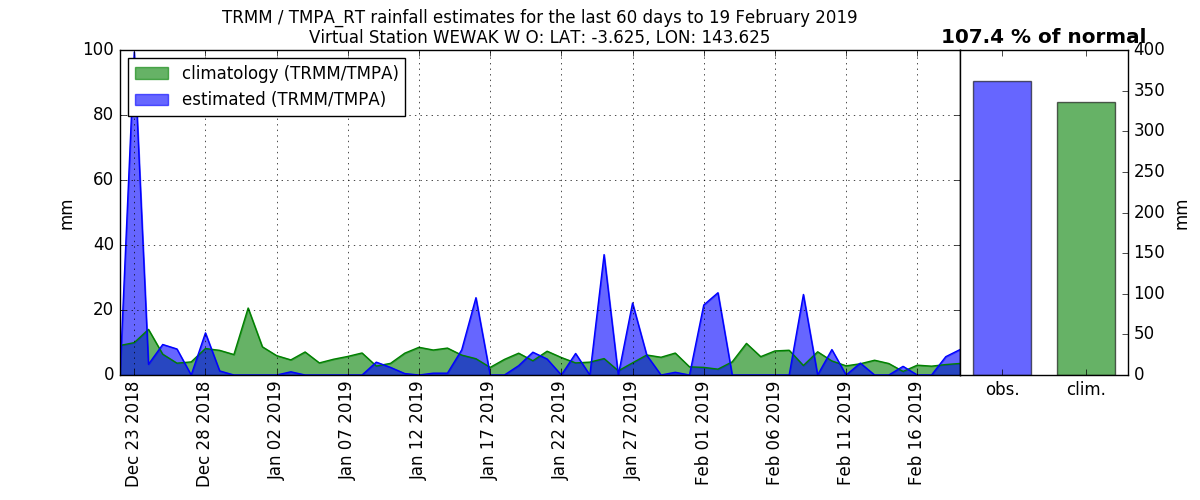 TRMM / TMPA_RT rainfall estimates for the last 60 days to 19 February 2019
Virtual Station WEWAK W O: LAT: -3.625, LON: 143.625
107.4 % of normal
climatology (TRMM/TMPA)
estimated (TRMM/TMPA)
100
80
60
40
20
0
mm
400
350
300
250
200
150
100
50
0
mm
Dec 23 2018
Dec 28 2018
Jan 02 2019
Jan 07 2019
Jan 12 2019
Jan 17 2019
Jan 22 2019
Jan 27 2019
Feb 01 2019
Feb 06 2019
Feb 11 2019
Feb 16 2019
obs.
clim.